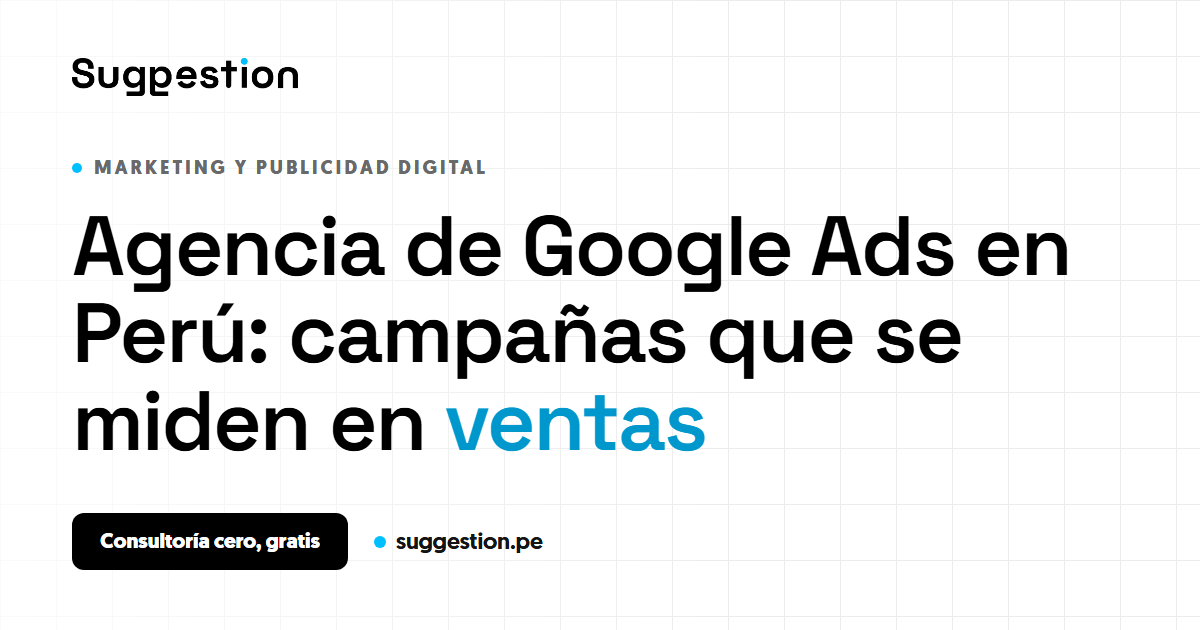 Suggestion
MARKETING Y PUBLICIDAD DIGITAL
Agencia de Google Ads en
Perú: campañas que se
miden en ventas
Consultoría cero, gratis
suggestion.pe